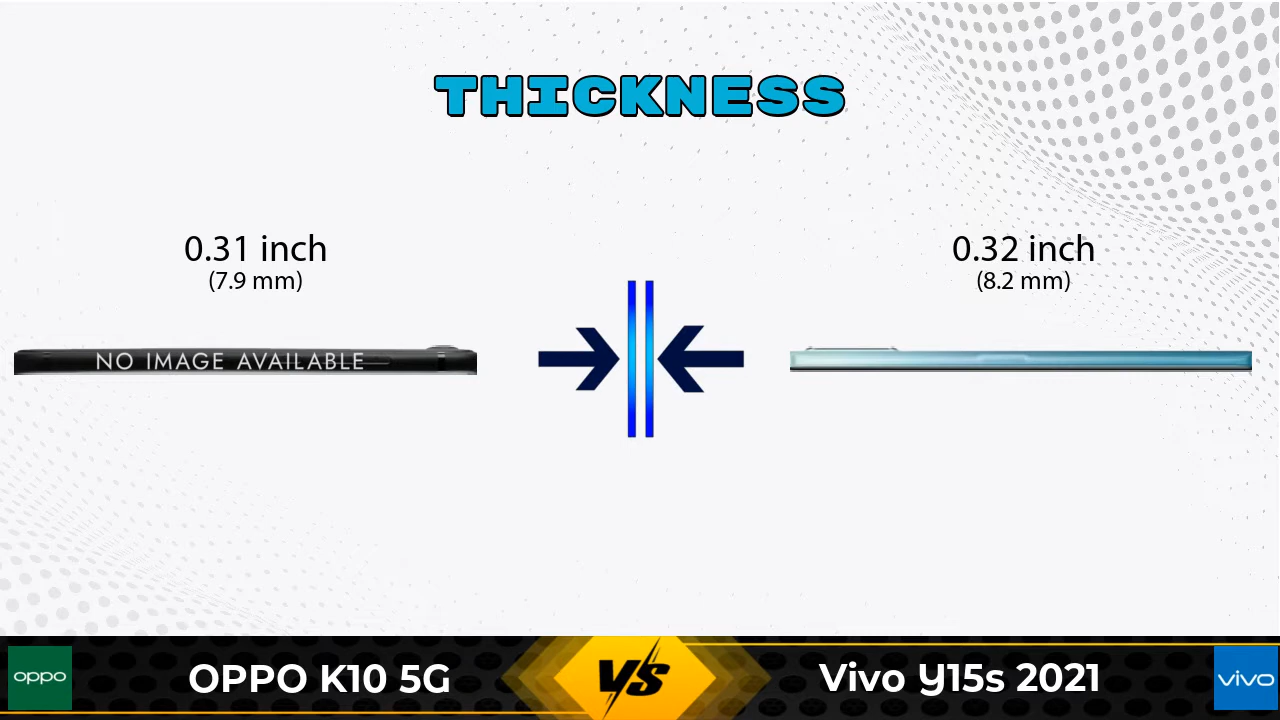 THICKNESS
0.31 inch
(7.9 mm)
0.32 inch
(8.2 mm)
NO IMAGE AVAILABLE
oppo
OPPO K10 5G
VS
Vivo Y15s 2021
vivo